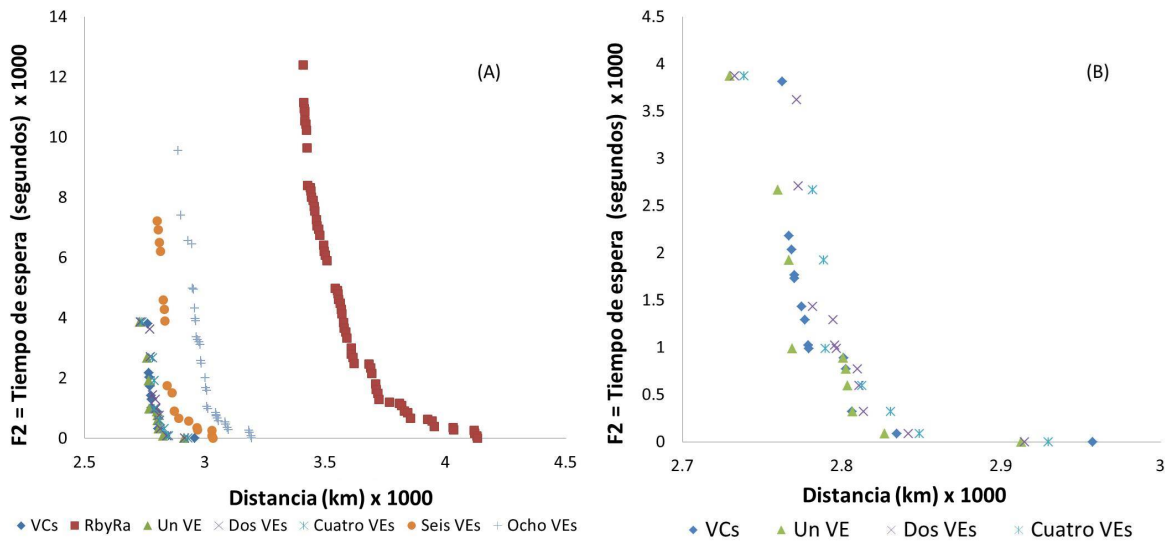 14
12
10
8
6
4
2
0
F2 = Tiempo de espera (segundos) x 1000
(A)
2.5 3 3.5 4 4.5
Distancia (km) x 1000
VCs RbyRa Un VE Dos VEs Cuatro VEs Seis VEs Ocho VEs
4.5
4
3.5
3
2.5
2
1.5
1
0.5
0
F2 = Tiempo de espera (segundos) x 1000
(B)
2.7 2.8 2.9 3
Distancia (km) x 1000
VCs Un VE Dos VEs Cuatro VEs